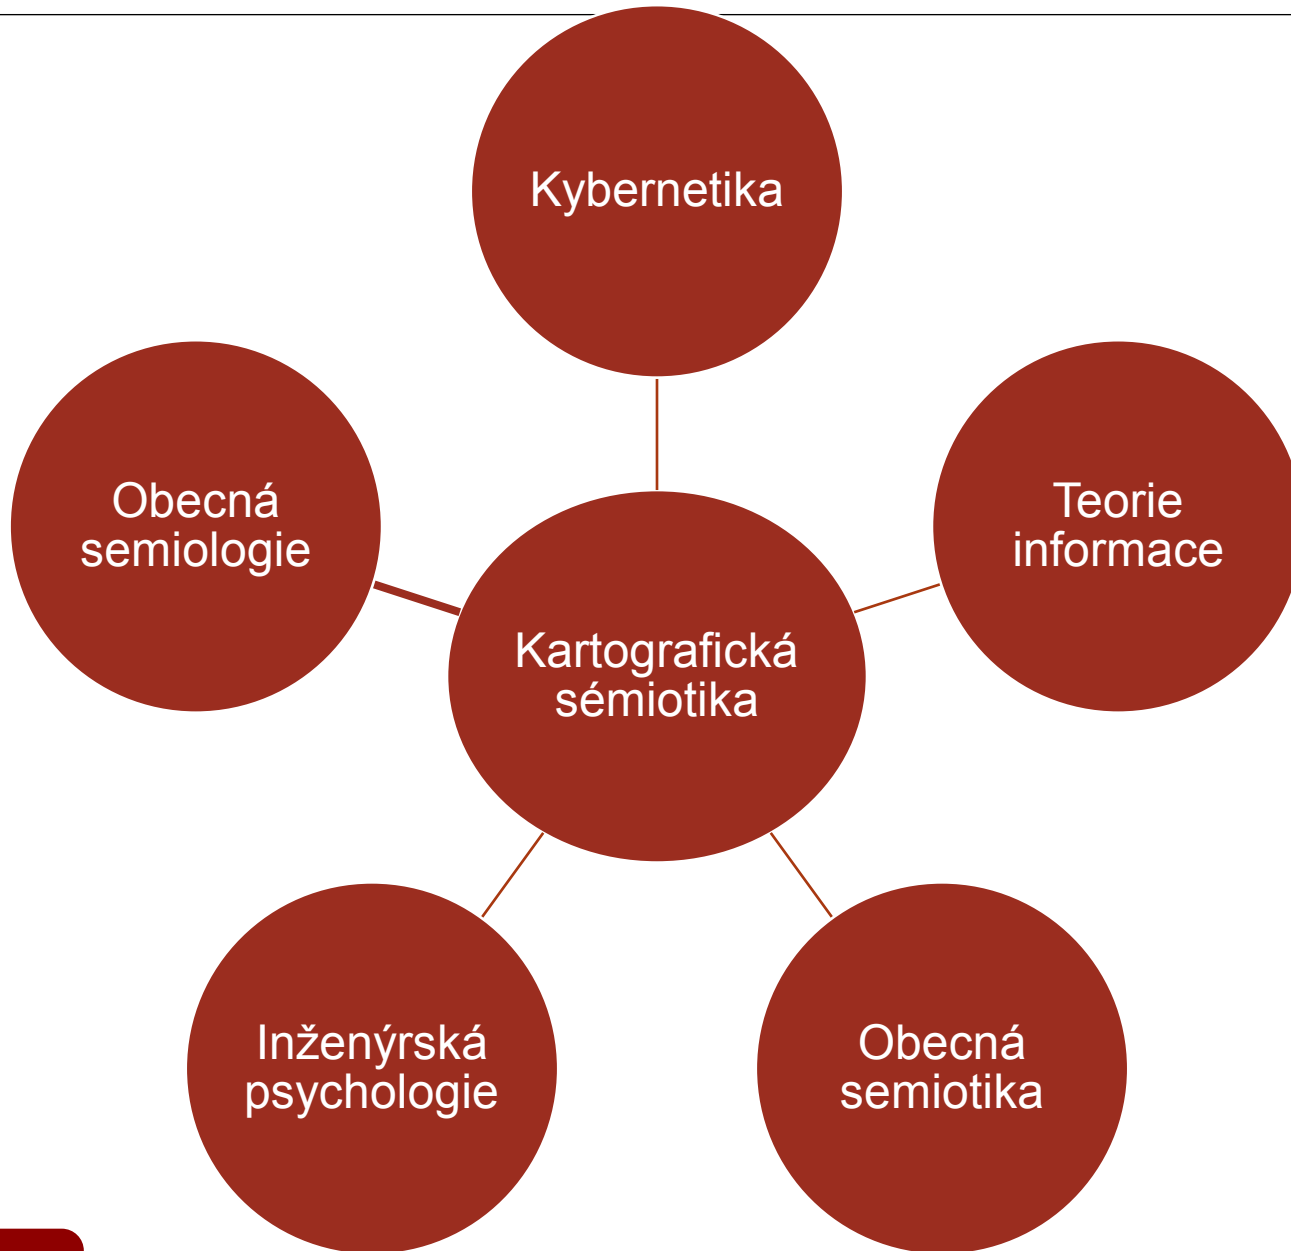 Kybernetika
Obecná
semiologie
Teorie
informace
Kartografická
sémiotika
Inženýrská
psychologie
Obecná
semiotika